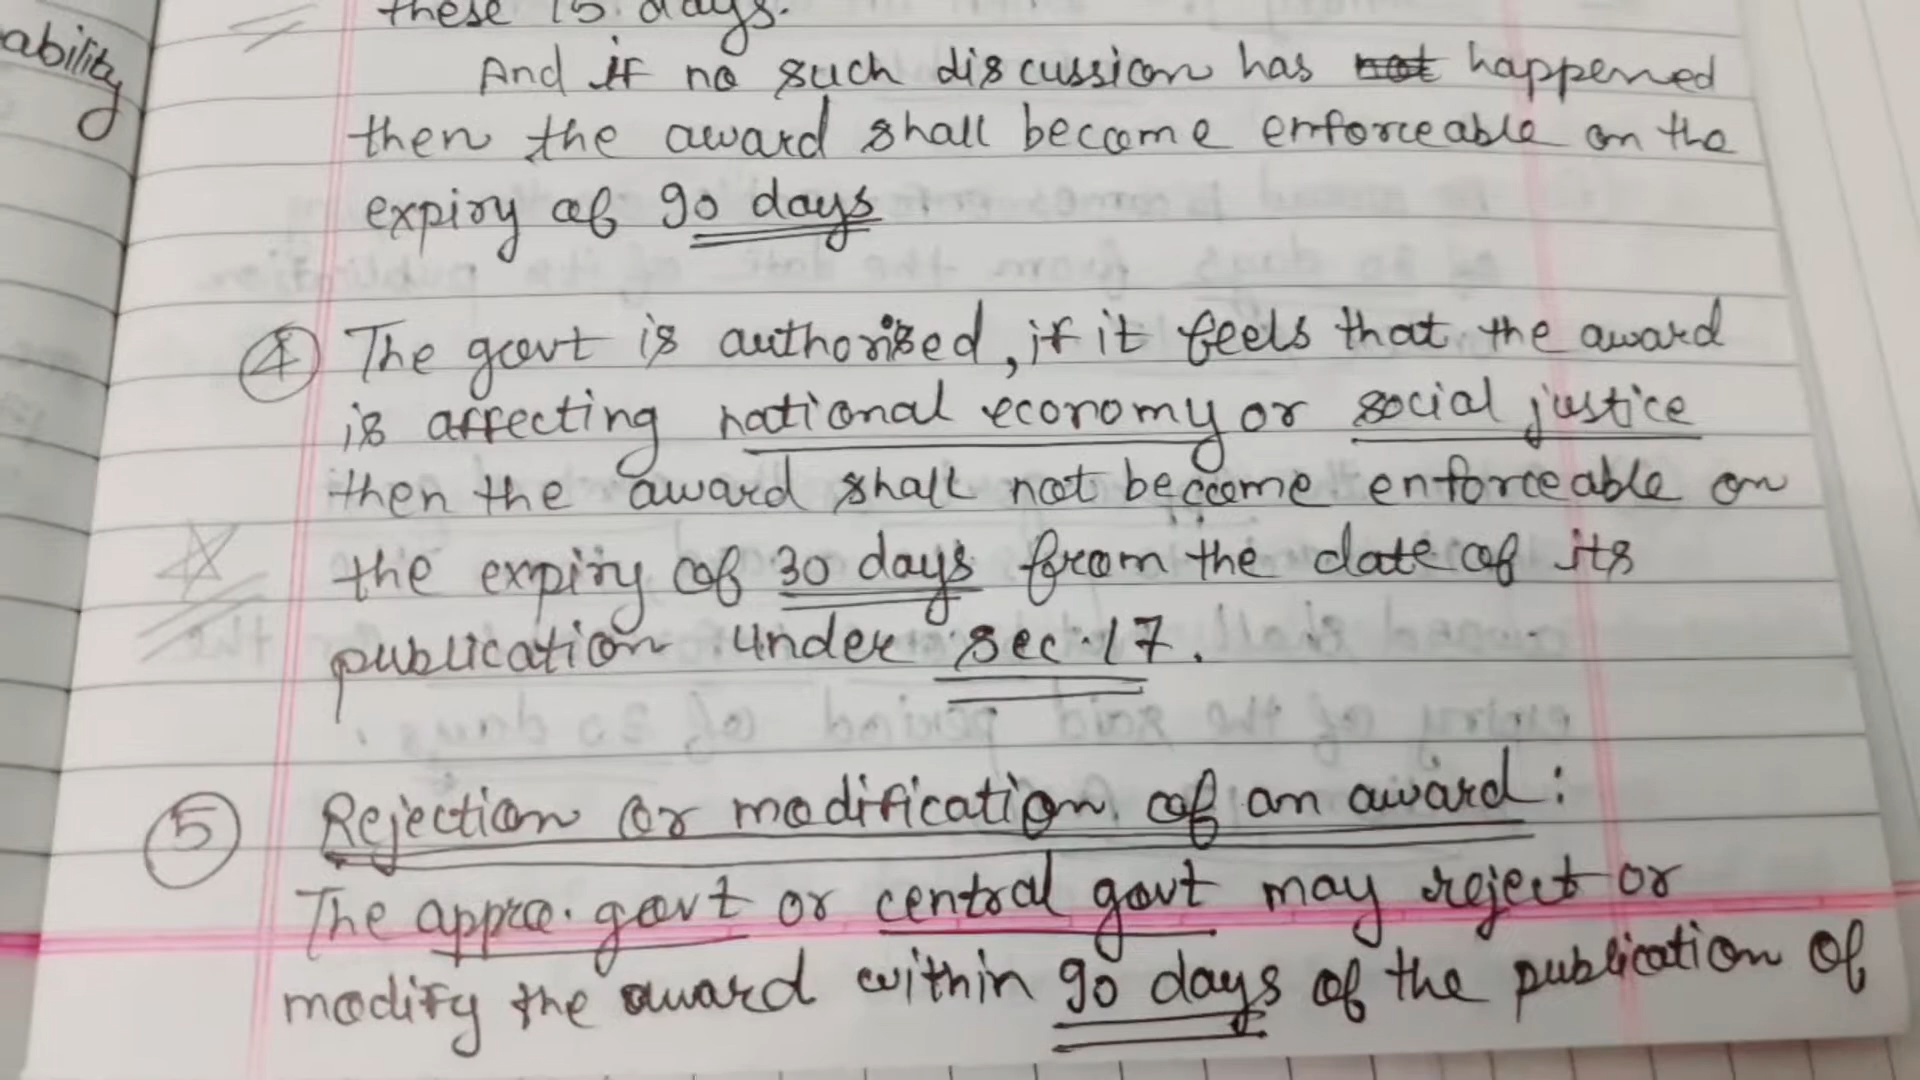 these 15 days.
ability
And if no such discussion has not happened
then the award shall become enforceable on the
expiry of 90 days
④ The govt is authorised, if it feels that the award
is affecting national economy or social justice
then the award shall not become enforceable on
the expiry of 30 days from the date of its
publication under sec.17.
⑤ Rejection or modification of an award:
The appro. govt or central govt may reject or
modify the award within 90 days of the publication of